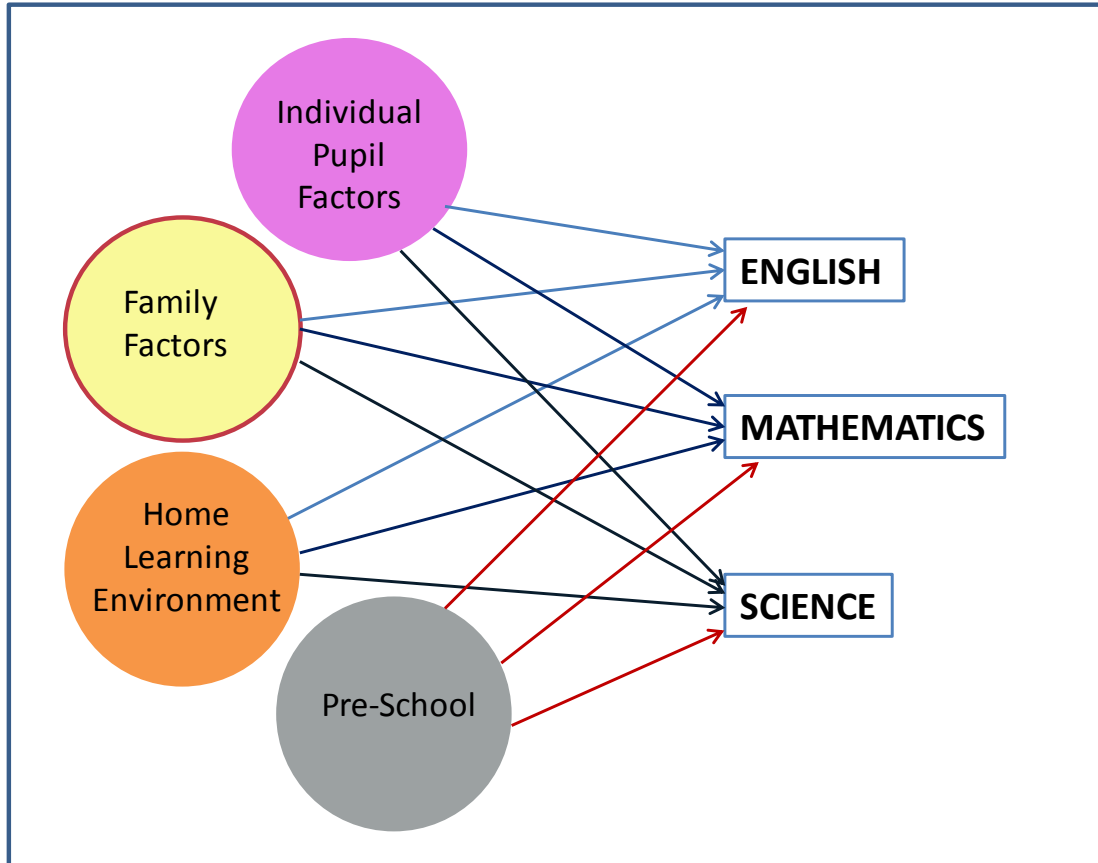 Individual
Pupil
Factors
Family
Factors
Home
Learning
Environment
Pre-School
ENGLISH
MATHEMATICS
SCIENCE